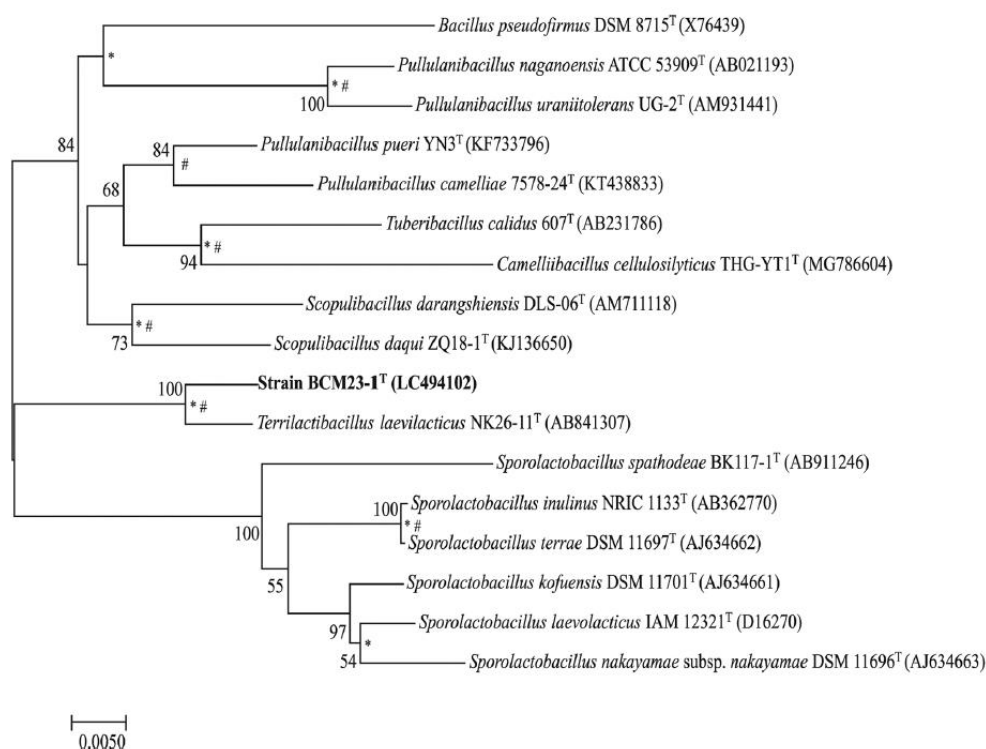 Bacillus pseudofirmus DSM 8715T (X76439)
*
Pullulanibacillus naganoensis ATCC 53909T (AB021193)
* #
100
Pullulanibacillus uraniitolerans UG-2T (AM931441)
84
84
Pullulanibacillus pueri YN3T (KF733796)
#
68
Pullulanibacillus camelliae 7578-24T (KT438833)
Tuberibacillus calidus 607T (AB231786)
* #
94
Camelliibacillus cellulosilyticus THG-YT1T (MG786604)
Scopulibacillus darangshiensis DLS-06T (AM711118)
* #
73
Scopulibacillus daqui ZQ18-1T (KJ136650)
100
Strain BCM23-1T (LC494102)
* #
Terrilactibacillus laevilacticus NK26-11T (AB841307)
Sporolactobacillus spathodeae BK117-1T (AB911246)
100
100
Sporolactobacillus inulinus NRIC 1133T (AB362770)
* #
Sporolactobacillus terrae DSM 11697T (AJ634662)
55
Sporolactobacillus kofuensis DSM 11701T (AJ634661)
97
Sporolactobacillus laevolacticus IAM 12321T (D16270)
*
54
Sporolactobacillus nakayamae subsp. nakayamae DSM 11696T (AJ634663)
0.0050